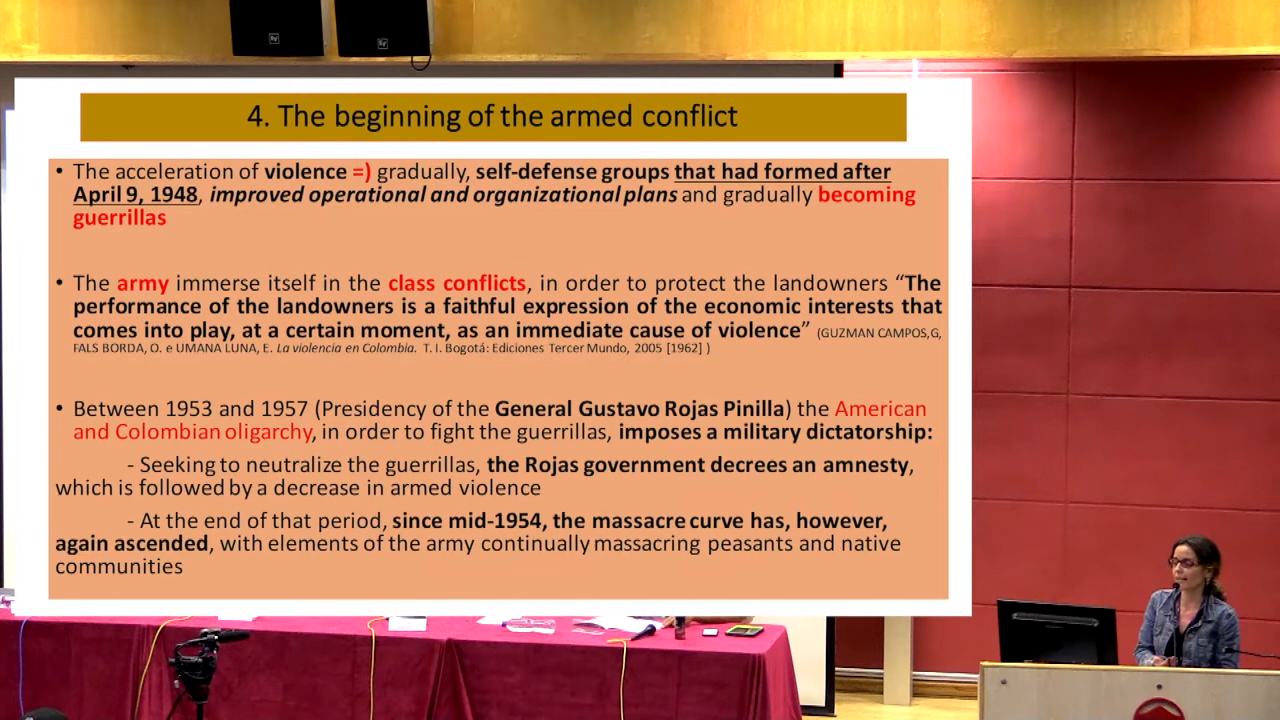 4. The beginning of the armed conflict
• The acceleration of violence =) gradually, self-defense groups that had formed after
April 9, 1948, improved operational and organizational plans and gradually becoming
guerrillas
• The army immerse itself in the class conflicts, in order to protect the landowners “The
performance of the landowners is a faithful expression of the economic interests that
comes into play, at a certain moment, as an immediate cause of violence” (GUZMAN CAMPOS,G,
FALS BORDA, O. e UMANA LUNA, E. La violencia en Colombia. T. I. Bogotá: Ediciones Tercer Mundo, 2005 [1962] )
• Between 1953 and 1957 (Presidency of the General Gustavo Rojas Pinilla) the American
and Colombian oligarchy, in order to fight the guerrillas, imposes a military dictatorship:
- Seeking to neutralize the guerrillas, the Rojas government decrees an amnesty,
which is followed by a decrease in armed violence
- At the end of that period, since mid-1954, the massacre curve has, however,
again ascended, with elements of the army continually massacring peasants and native
communities